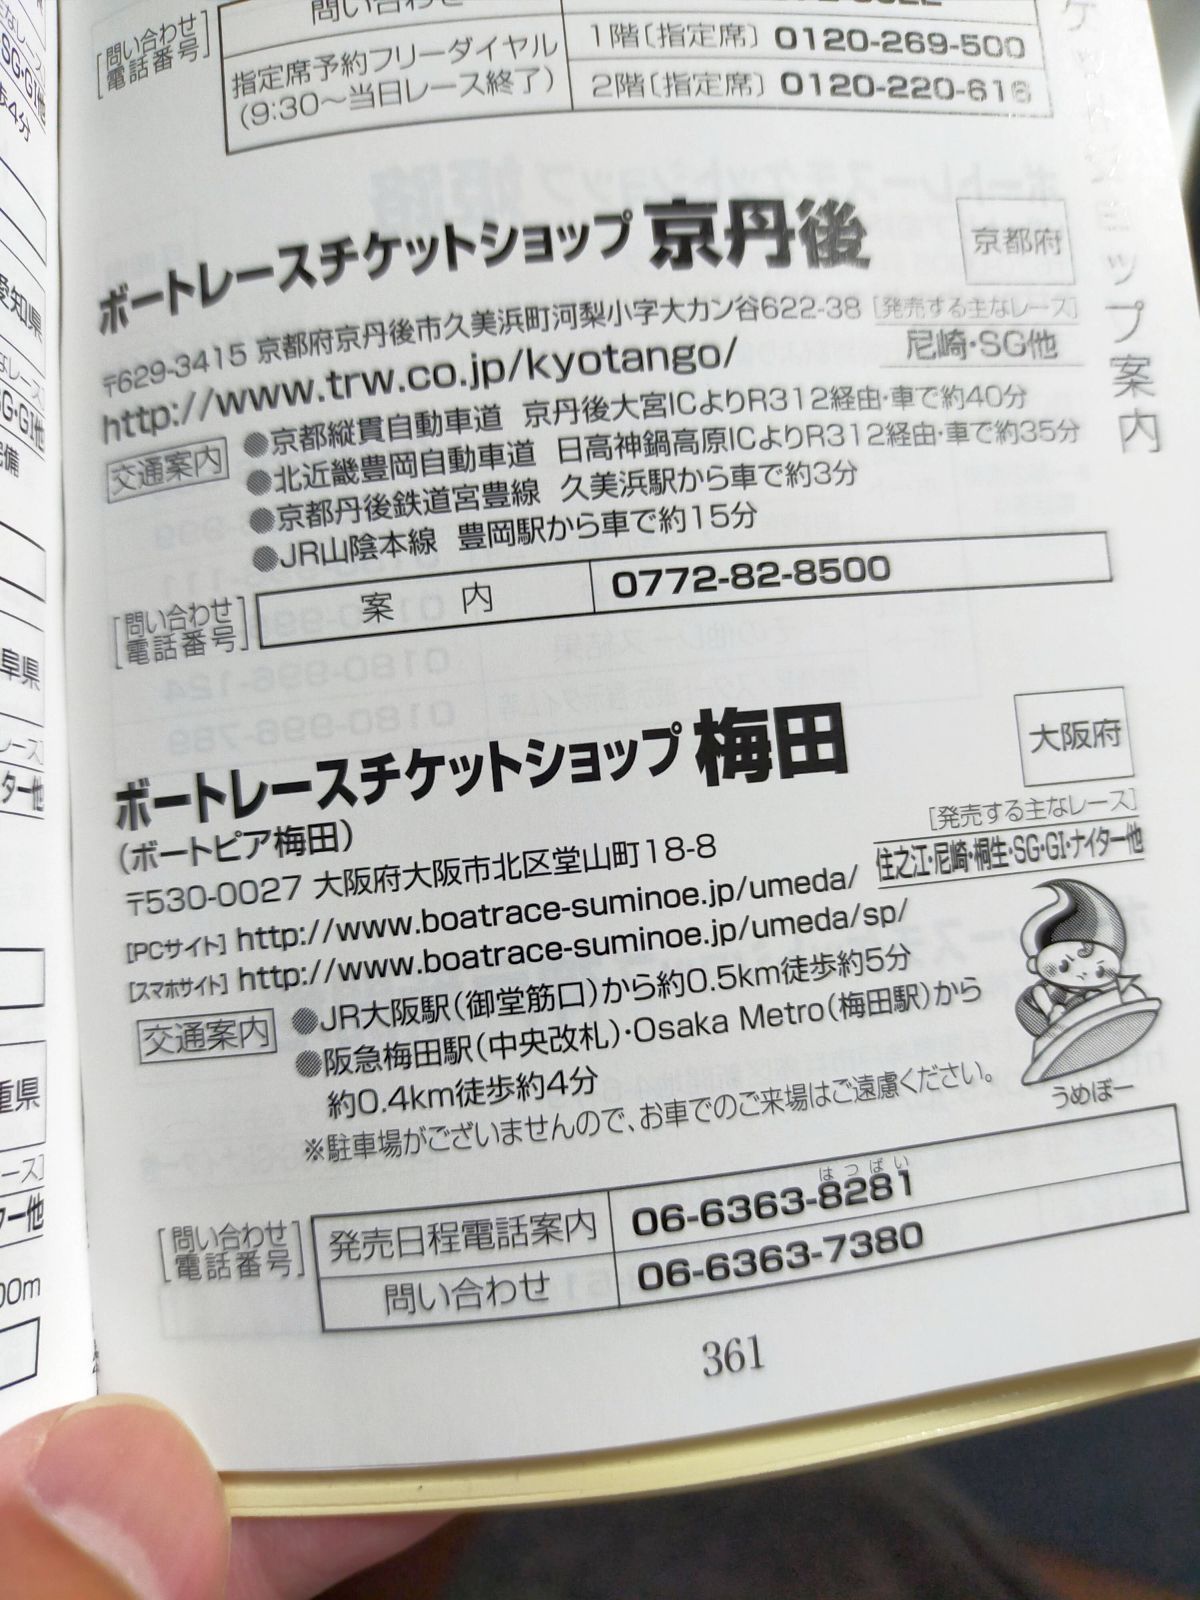 [問い合わせ電話番号]
問い合わせ
指定席予約フリーダイヤル
(9:30〜当日レース終了)
1階〔指定席〕 0120-269-500
2階〔指定席〕 0120-220-616
ボートレースチケットショップ 京丹後
京都府
〒629-3415 京都府京丹後市久美浜町河梨小字大カン谷622-38
[発売する主なレース]
尼崎・SG他
http://www.trw.co.jp/kyotango/
交通案内
●京都縦貫自動車道 京丹後大宮ICよりR312経由・車で約40分
●北近畿豊岡自動車道 日高神鍋高原ICよりR312経由・車で約35分
●京都丹後鉄道宮豊線 久美浜駅から車で約3分
●JR山陰本線 豊岡駅から車で約15分
[問い合わせ電話番号]
案内 0772-82-8500
ボートレースチケットショップ 梅田
(ボートピア梅田)
大阪府
〒530-0027 大阪府大阪市北区堂山町18-8
[発売する主なレース]
住之江・尼崎・桐生・SG・GI・ナイター他
[PCサイト] http://www.boatrace-suminoe.jp/umeda/
[スマホサイト] http://www.boatrace-suminoe.jp/umeda/sp/
交通案内
●JR大阪駅(御堂筋口)から約0.5km徒歩約5分
●阪急梅田駅(中央改札)・Osaka Metro(梅田駅)から
約0.4km徒歩約4分
※駐車場がございませんので、お車でのご来場はご遠慮ください。
うめぼー
[問い合わせ電話番号]
はつばい
発売日程電話案内 06-6363-8281
問い合わせ 06-6363-7380
361
ョップ案内
愛知県
阜県
重県
歩4分
00m